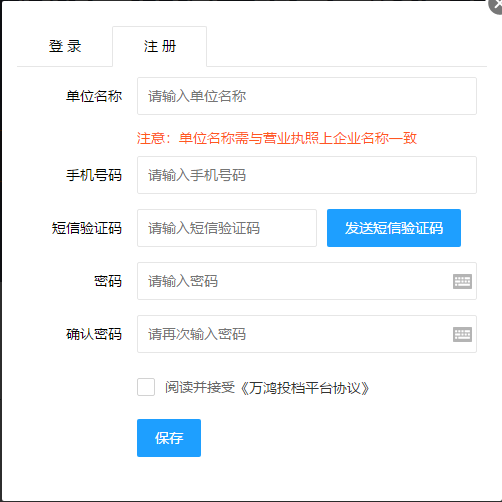 登 录 注 册
单位名称 请输入单位名称
注意：单位名称需与营业执照上企业名称一致
手机号码 请输入手机号码
短信验证码 请输入短信验证码 发送短信验证码
密码 请输入密码
确认密码 请再次输入密码
阅读并接受《万鸿投档平台协议》
保存